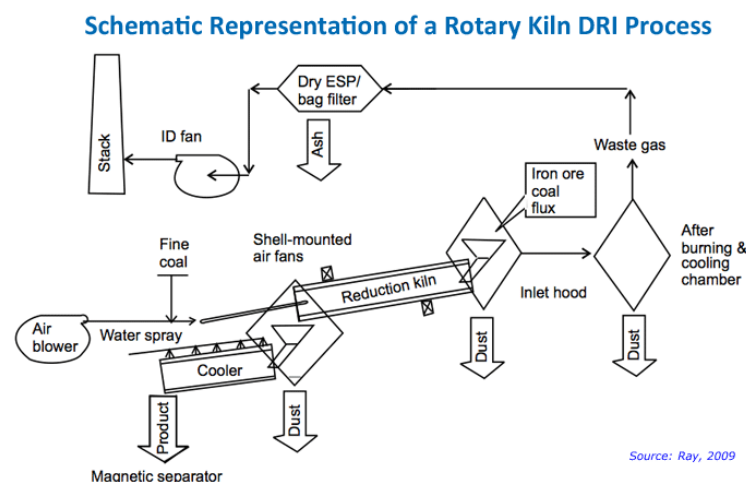 Schematic Representation of a Rotary Kiln DRI Process
Dry ESP/
bag filter
ID fan
Stack
Ash
Waste gas
Iron ore
coal
flux
Fine
coal
Shell-mounted
air fans
After
burning &
cooling
chamber
Reduction kiln
Inlet hood
Air
blower
Water spray
Cooler
Dust
Dust
Product
Dust
Magnetic separator
Source: Ray, 2009